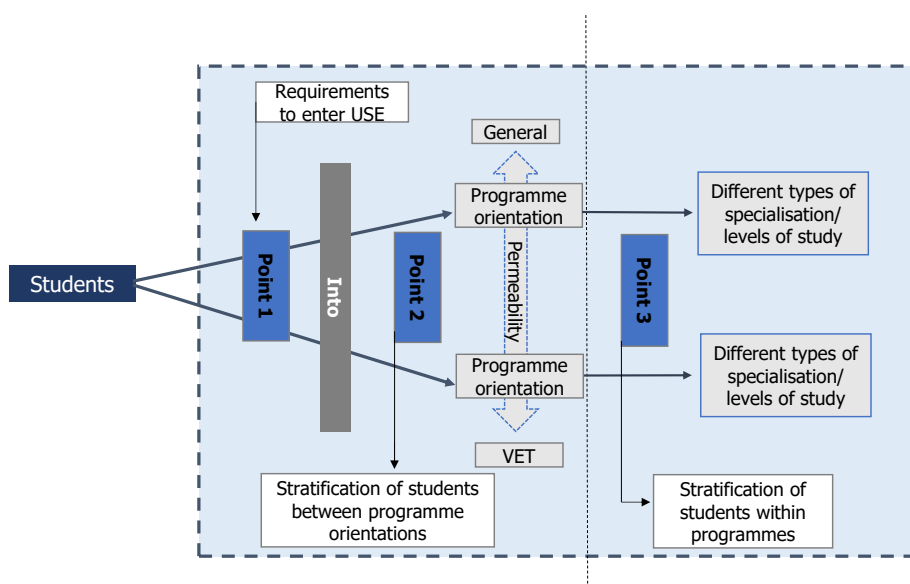 Requirements
to enter USE
General
Programme
orientation
Different types of
specialisation/
levels of study
Students
Point 1
Into
Point 2
Permeability
Point 3
Programme
orientation
Different types of
specialisation/
levels of study
VET
Stratification of students
between programme
orientations
Stratification of
students within
programmes